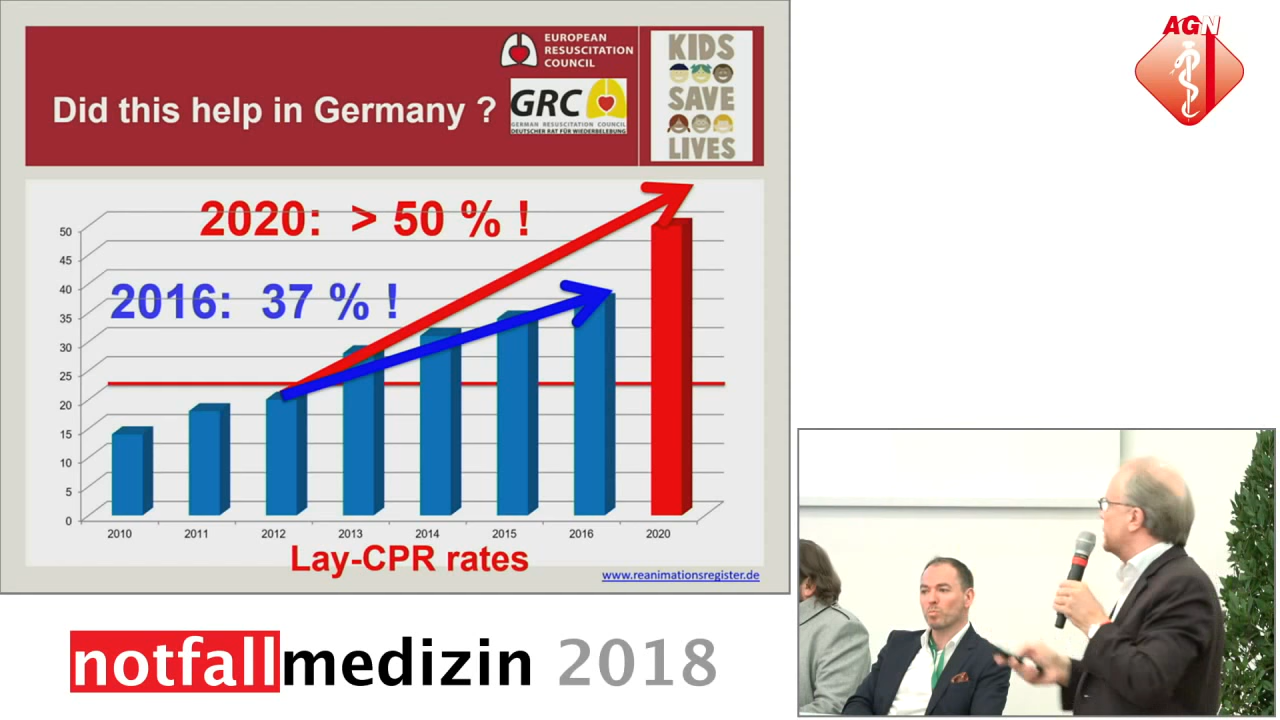 EUROPEAN
RESUSCITATION
COUNCIL
Did this help in Germany ?
GRC
GERMAN RESUSCITATION COUNCIL
DEUTSCHER RAT FÜR WIEDERBELEBUNG
KIDS
SAVE
LIVES
AGN
2020: > 50 % !
2016: 37 % !
50
45
40
35
30
25
20
15
10
5
0
2010 2011 2012 2013 2014 2015 2016 2020
Lay-CPR rates
www.reanimationsregister.de
notfallmedizin 2018